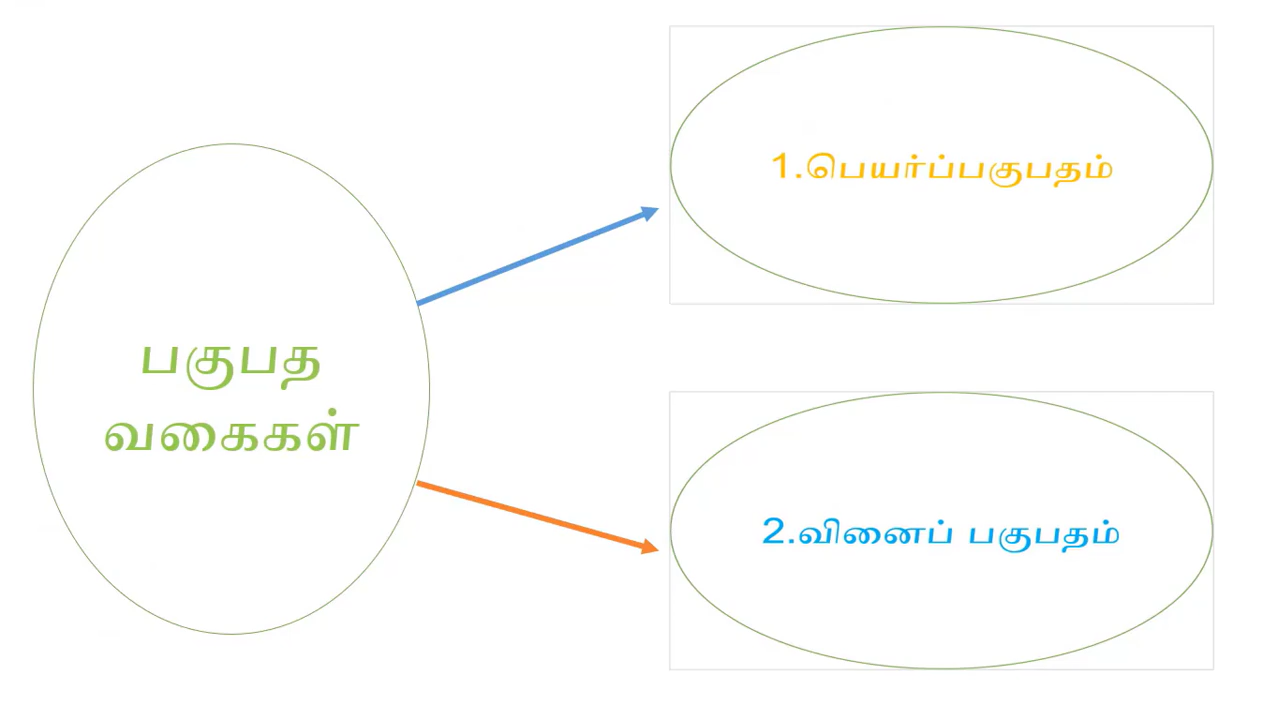 பகுபத
வகைகள்
1.பெயர்ப்பகுபதம்
2.வினைப் பகுபதம்